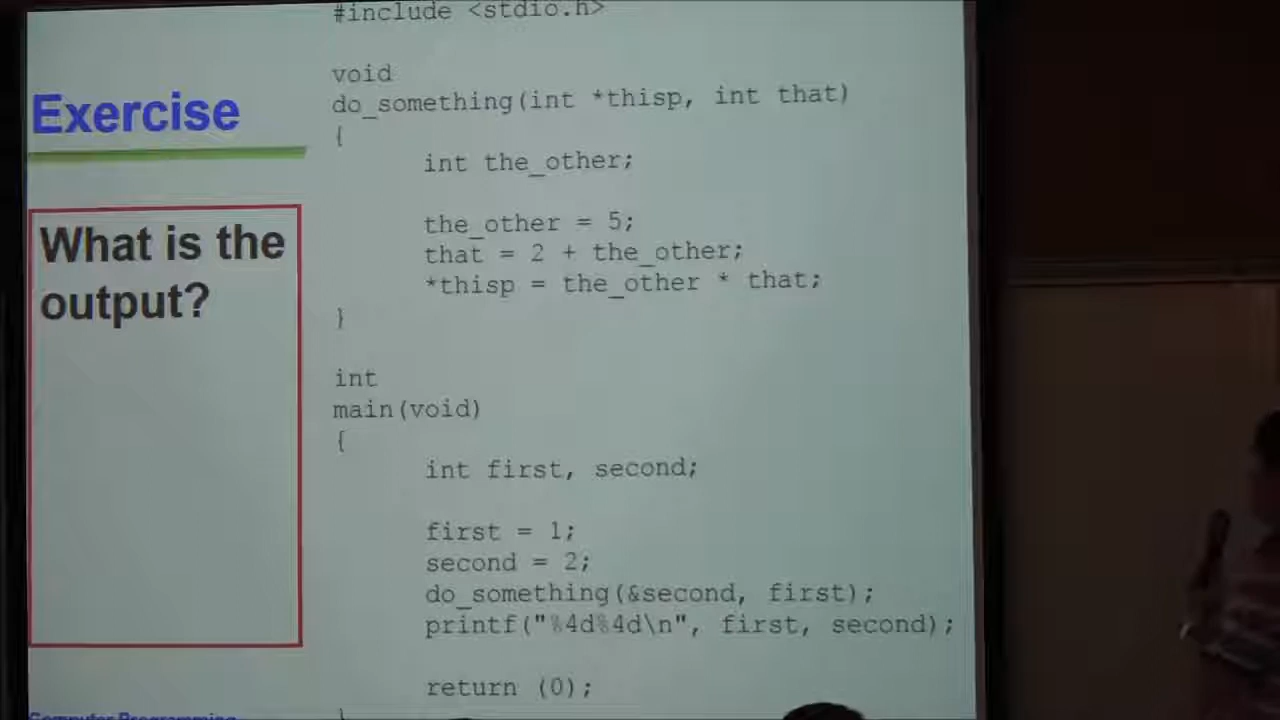 #include <stdio.h>
void
do_something(int *thisp, int that)
{
int the_other;
the_other = 5;
that = 2 + the_other;
*thisp = the_other * that;
}
int
main(void)
{
int first, second;
first = 1;
second = 2;
do_something(&second, first);
printf("%4d%4d\n", first, second);
return (0);
}
Exercise
What is the
output?
Computer Programming